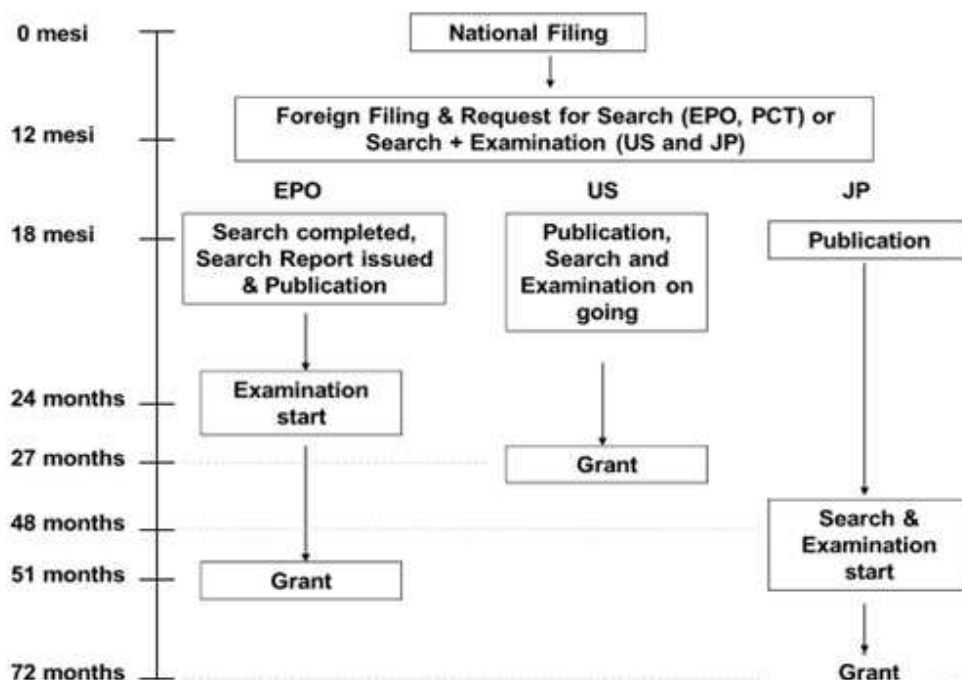 0 mesi
National Filing
Foreign Filing & Request for Search (EPO, PCT) or
Search + Examination (US and JP)
12 mesi
EPO
US
JP
18 mesi
Search completed,
Search Report issued
& Publication
Publication,
Search and
Examination on
going
Publication
24 months
Examination
start
27 months
Grant
48 months
Search &
Examination
start
51 months
Grant
72 months
Grant